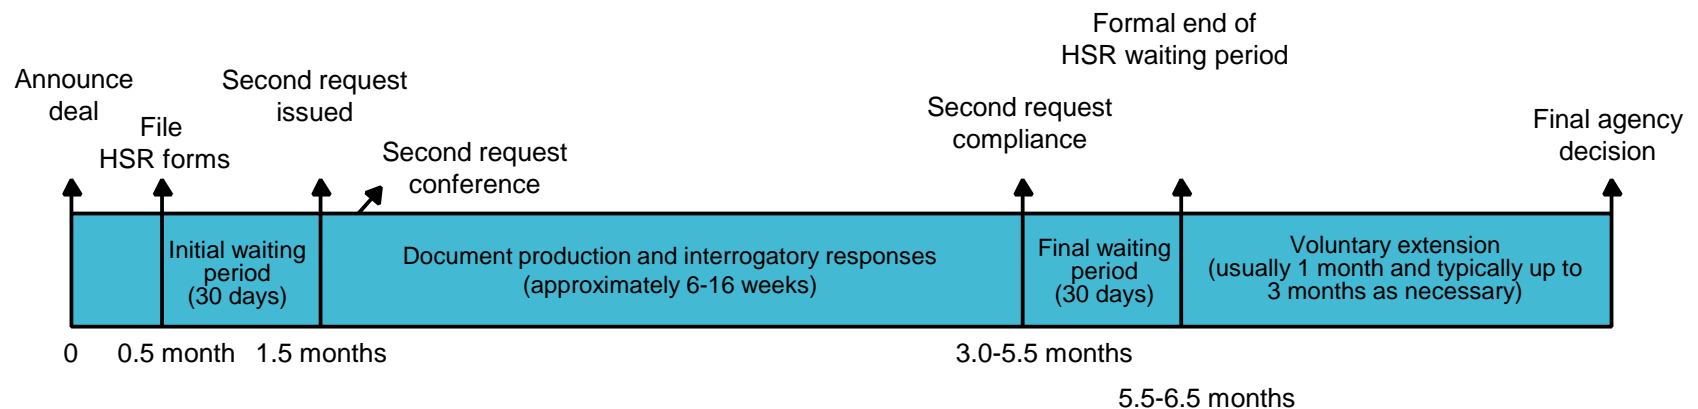 Announce
deal
File
HSR forms
Second request
issued
Second request
conference
Second request
compliance
Formal end of
HSR waiting period
Final agency
decision
Initial waiting
period
(30 days)
Document production and interrogatory responses
(approximately 6-16 weeks)
Final waiting
period
(30 days)
Voluntary extension
(usually 1 month and typically up to
3 months as necessary)
0
0.5 month
1.5 months
3.0-5.5 months
5.5-6.5 months